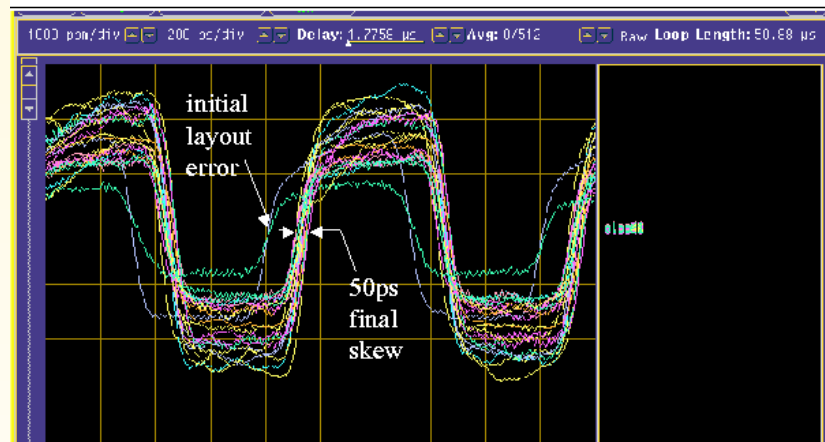 1000 ppm/div 200 ps/div Delay: 1.7758 µs Avg: 0/512 Raw Loop Length: 50.88 µs
initial
layout
error
50ps
final
skew